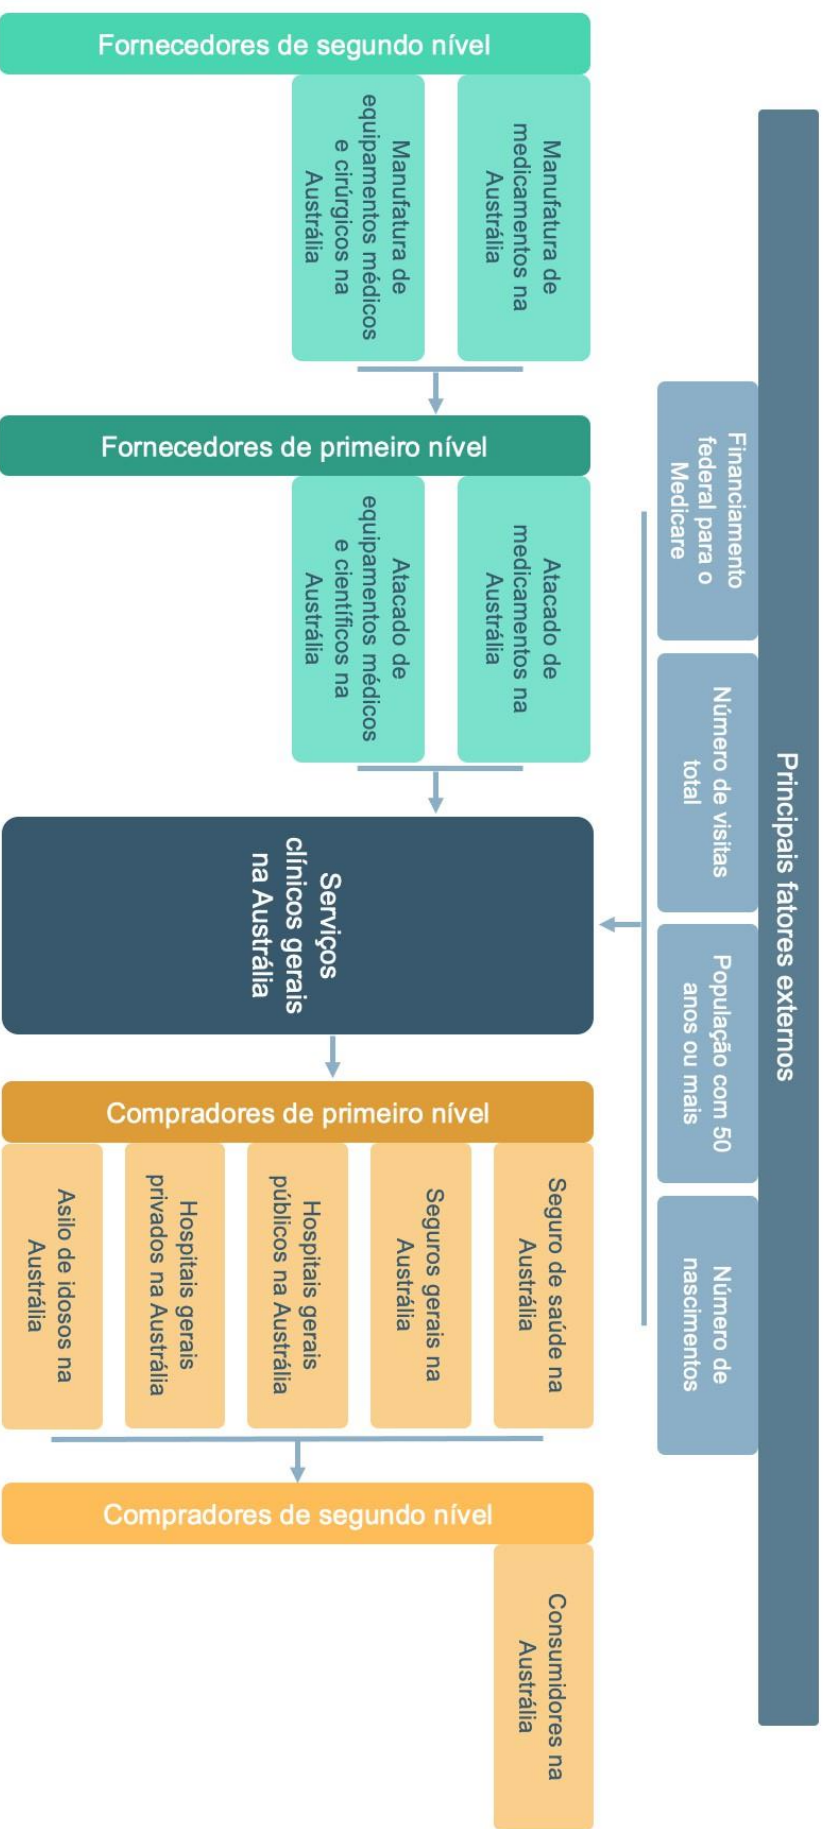 Principais fatores externos
Financiamento
federal para o
Medicare
Número de visitas
total
População com 50
anos ou mais
Número de
nascimentos
Fornecedores de segundo nível
Manufatura de
medicamentos na
Austrália
Manufatura de
equipamentos médicos
e cirúrgicos na
Austrália
Fornecedores de primeiro nível
Atacado de
medicamentos na
Austrália
Atacado de
equipamentos médicos
e científicos na
Austrália
Serviços
clínicos gerais
na Austrália
Compradores de primeiro nível
Seguro de saúde na
Austrália
Seguros gerais na
Austrália
Hospitais gerais
públicos na Austrália
Hospitais gerais
privados na Austrália
Asilo de idosos na
Austrália
Compradores de segundo nível
Consumidores na
Austrália